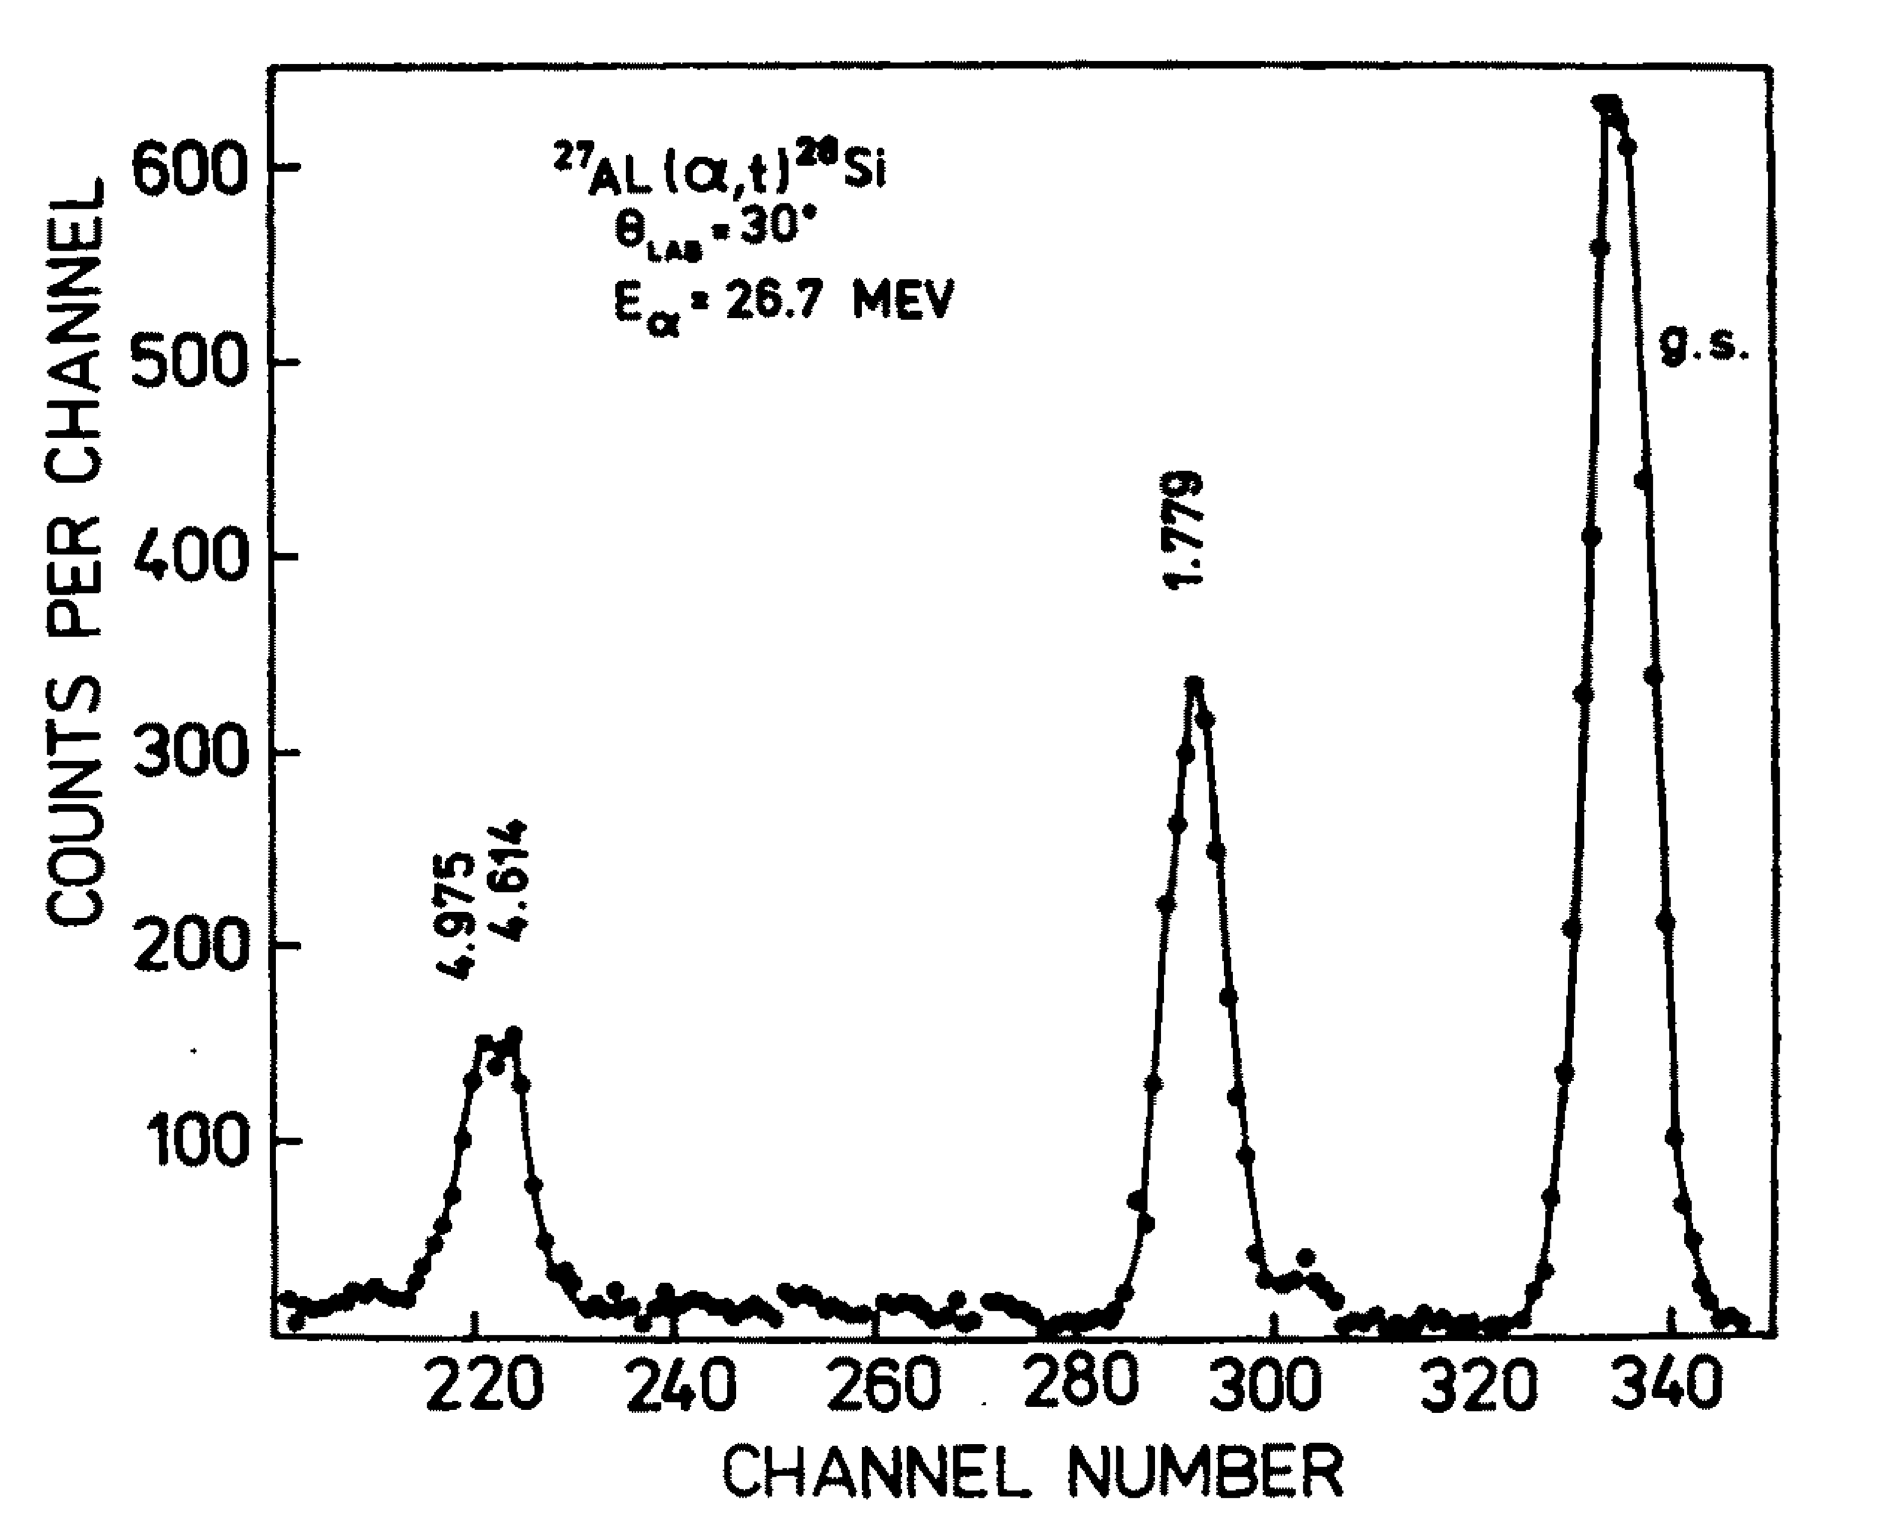 COUNTS PER CHANNEL
600
500
400
300
200
100
²⁷AL(α,t)²⁸Si
θLAB = 30°
Eα = 26.7 MEV
g.s.
1.779
4.975
4.614
220 240 260 280 300 320 340
CHANNEL NUMBER